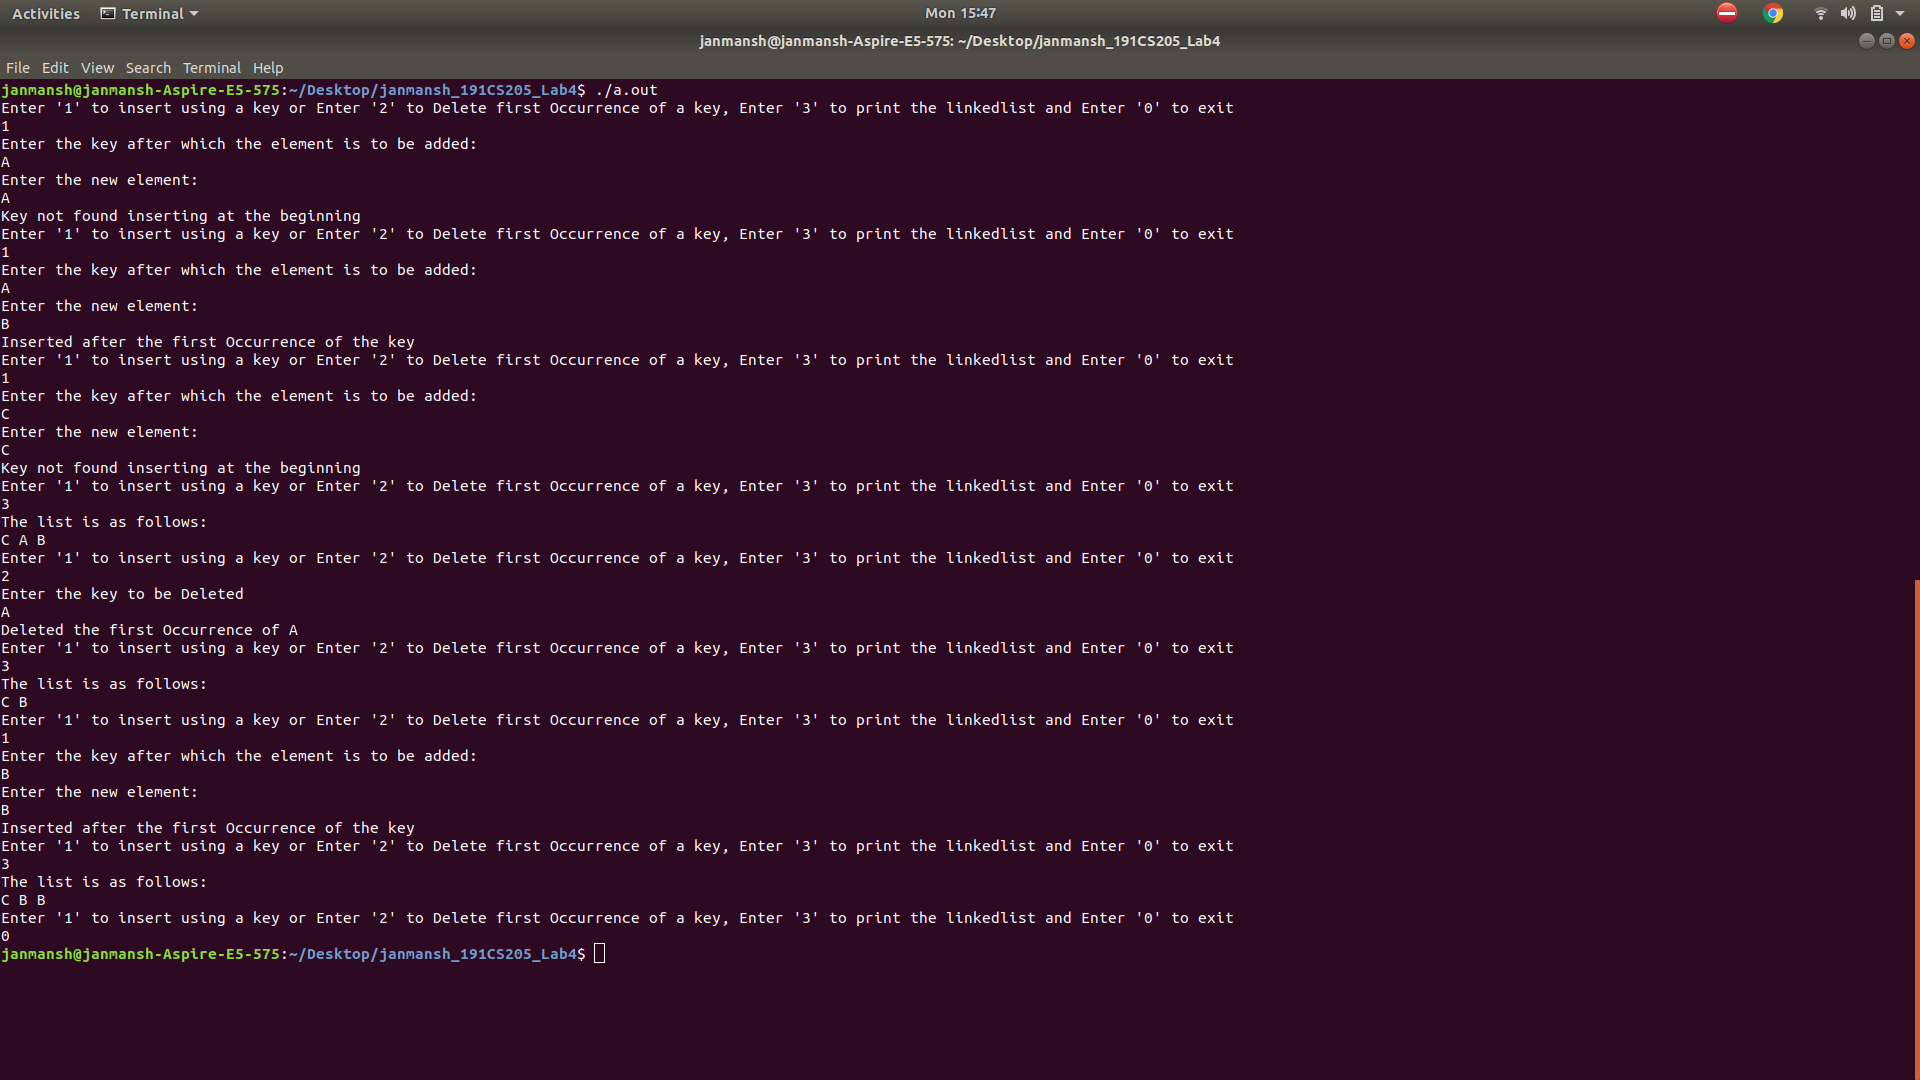 Activities Terminal Mon 15:47
janmansh@janmansh-Aspire-E5-575: ~/Desktop/janmansh_191CS205_Lab4
File Edit View Search Terminal Help
janmansh@janmansh-Aspire-E5-575:~/Desktop/janmansh_191CS205_Lab4$ ./a.out
Enter '1' to insert using a key or Enter '2' to Delete first Occurrence of a key, Enter '3' to print the linkedlist and Enter '0' to exit
1
Enter the key after which the element is to be added:
A
Enter the new element:
A
Key not found inserting at the beginning
Enter '1' to insert using a key or Enter '2' to Delete first Occurrence of a key, Enter '3' to print the linkedlist and Enter '0' to exit
1
Enter the key after which the element is to be added:
A
Enter the new element:
B
Inserted after the first Occurrence of the key
Enter '1' to insert using a key or Enter '2' to Delete first Occurrence of a key, Enter '3' to print the linkedlist and Enter '0' to exit
1
Enter the key after which the element is to be added:
C
Enter the new element:
C
Key not found inserting at the beginning
Enter '1' to insert using a key or Enter '2' to Delete first Occurrence of a key, Enter '3' to print the linkedlist and Enter '0' to exit
3
The list is as follows:
C A B
Enter '1' to insert using a key or Enter '2' to Delete first Occurrence of a key, Enter '3' to print the linkedlist and Enter '0' to exit
2
Enter the key to be Deleted
A
Deleted the first Occurrence of A
Enter '1' to insert using a key or Enter '2' to Delete first Occurrence of a key, Enter '3' to print the linkedlist and Enter '0' to exit
3
The list is as follows:
C B
Enter '1' to insert using a key or Enter '2' to Delete first Occurrence of a key, Enter '3' to print the linkedlist and Enter '0' to exit
1
Enter the key after which the element is to be added:
B
Enter the new element:
B
Inserted after the first Occurrence of the key
Enter '1' to insert using a key or Enter '2' to Delete first Occurrence of a key, Enter '3' to print the linkedlist and Enter '0' to exit
3
The list is as follows:
C B B
Enter '1' to insert using a key or Enter '2' to Delete first Occurrence of a key, Enter '3' to print the linkedlist and Enter '0' to exit
0
janmansh@janmansh-Aspire-E5-575:~/Desktop/janmansh_191CS205_Lab4$